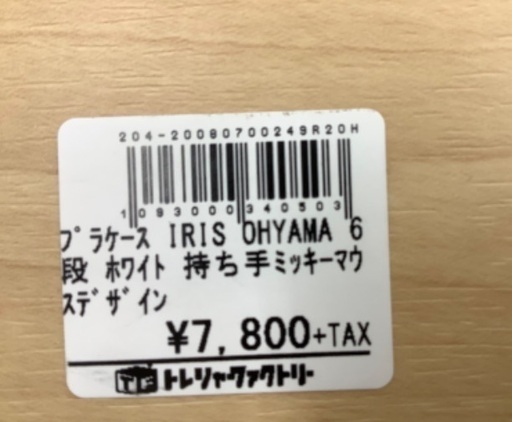 204-20080700249R20H
1093000340503
プラケース IRIS OHYAMA 6
段 ホワイト 持ち手ミッキーマウ
スデザイン
¥7,800+TAX
TF トレジャーファクトリー